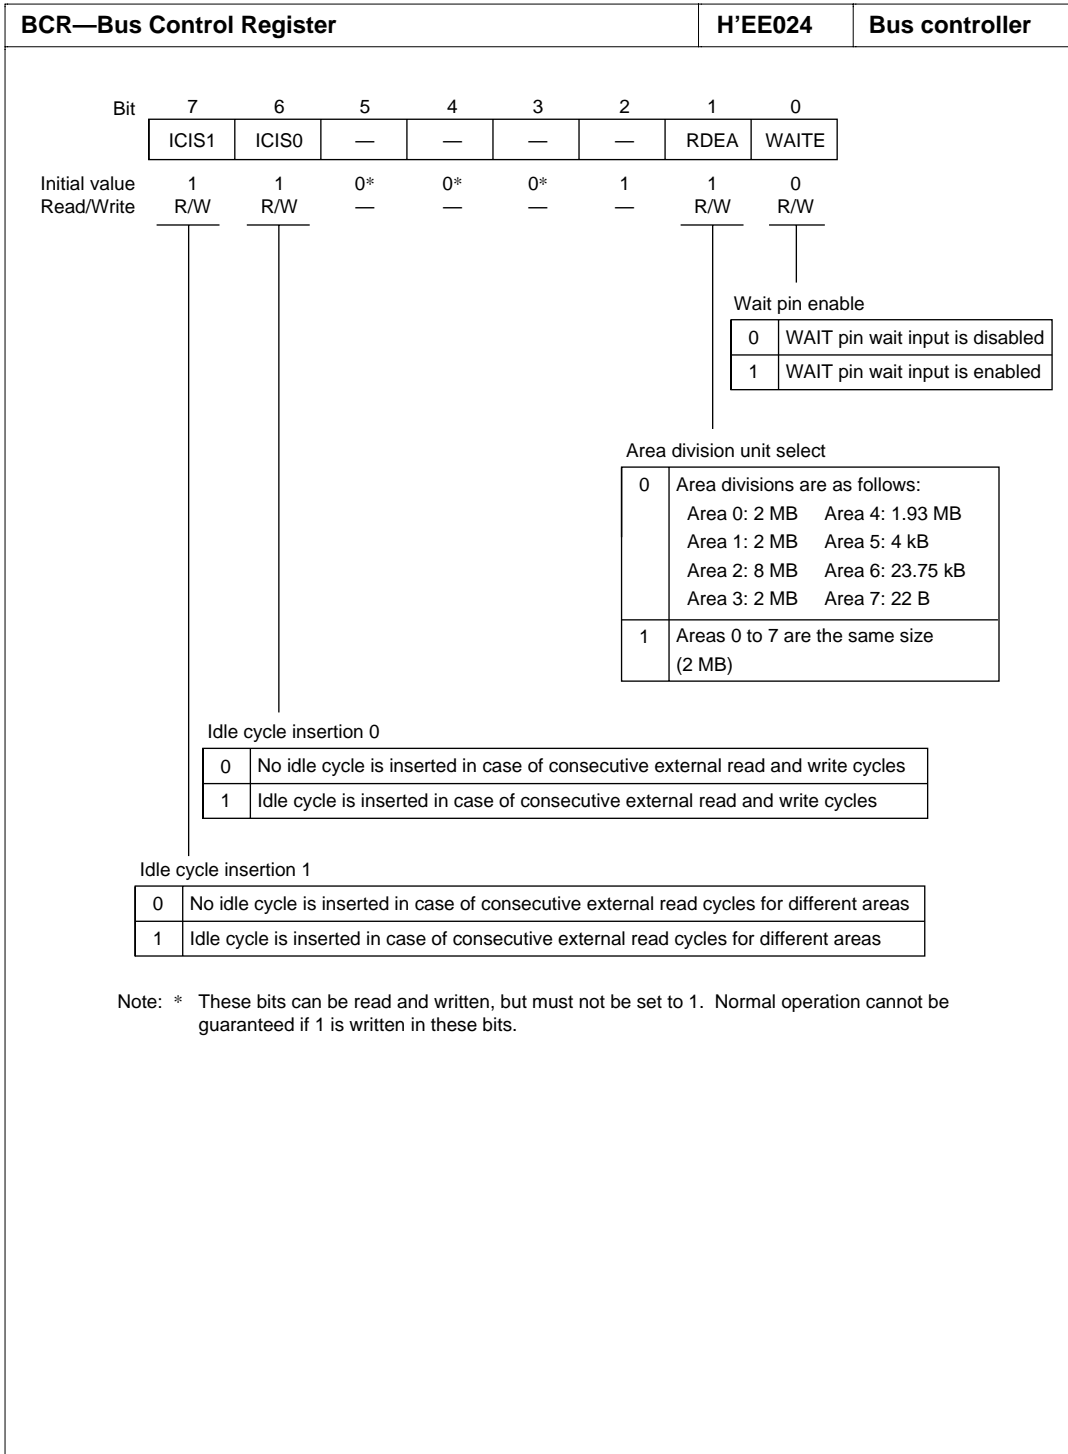 BCR—Bus Control Register H'EE024 Bus controller
Bit 7 6 5 4 3 2 1 0
ICIS1 ICIS0 — — — — RDEA WAITE
Initial value 1 1 0* 0* 0* 1 1 0
Read/Write R/W R/W — — — — R/W R/W
Wait pin enable
0 WAIT pin wait input is disabled
1 WAIT pin wait input is enabled
Area division unit select
0 Area divisions are as follows:
Area 0: 2 MB Area 4: 1.93 MB
Area 1: 2 MB Area 5: 4 kB
Area 2: 8 MB Area 6: 23.75 kB
Area 3: 2 MB Area 7: 22 B
1 Areas 0 to 7 are the same size
(2 MB)
Idle cycle insertion 0
0 No idle cycle is inserted in case of consecutive external read and write cycles
1 Idle cycle is inserted in case of consecutive external read and write cycles
Idle cycle insertion 1
0 No idle cycle is inserted in case of consecutive external read cycles for different areas
1 Idle cycle is inserted in case of consecutive external read cycles for different areas
Note: * These bits can be read and written, but must not be set to 1. Normal operation cannot be
guaranteed if 1 is written in these bits.